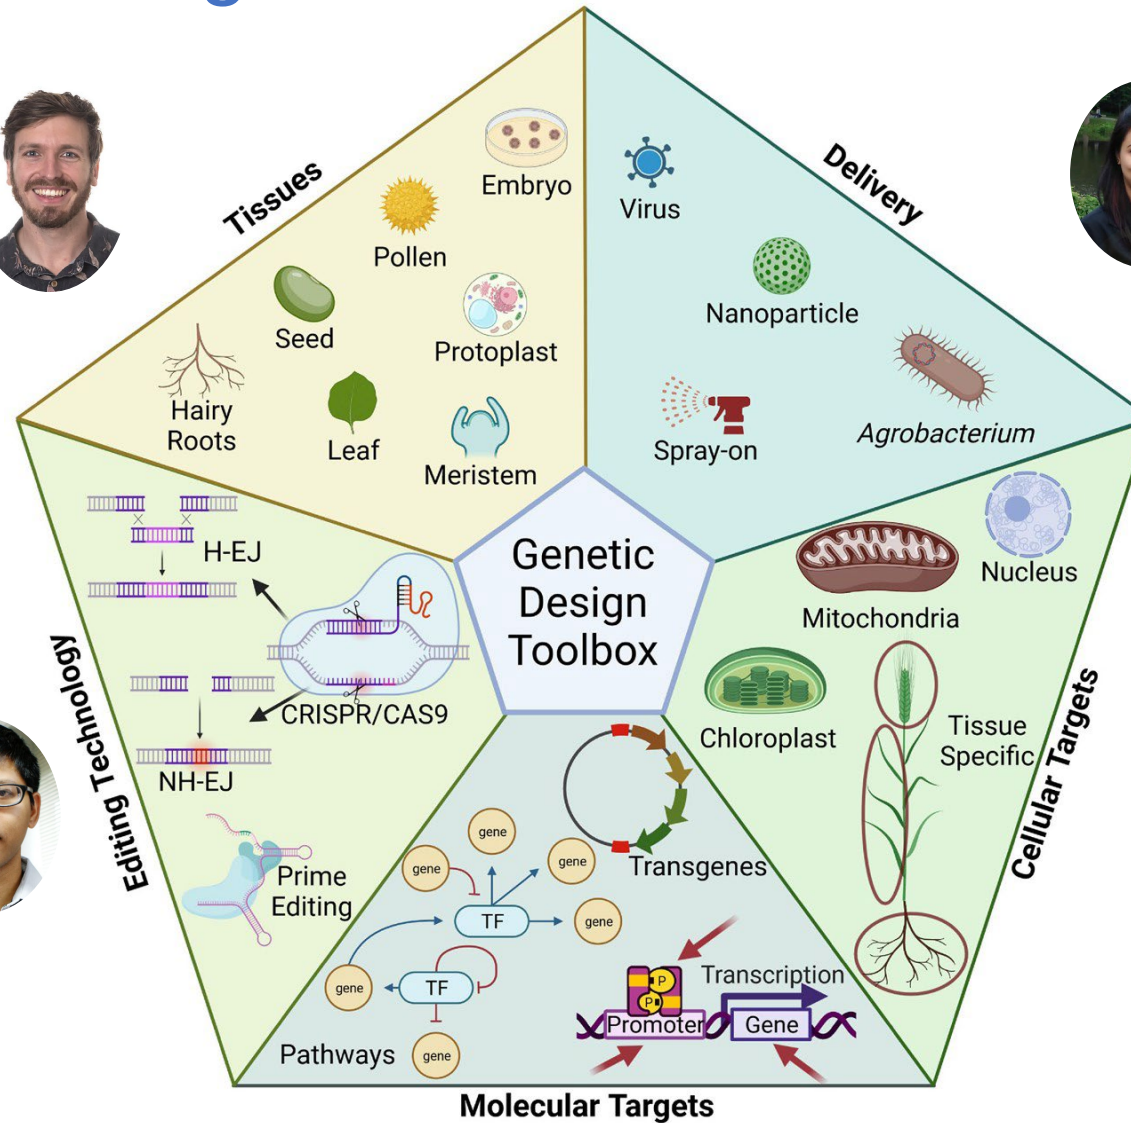 Tissues
Embryo
Pollen
Seed
Protoplast
Hairy
Roots
Leaf
Meristem
Delivery
Virus
Nanoparticle
Spray-on
Agrobacterium
Genetic
Design
Toolbox
Editing Technology
H-EJ
CRISPR/CAS9
NH-EJ
Prime
Editing
Cellular Targets
Nucleus
Mitochondria
Chloroplast
Tissue
Specific
Transgenes
gene
gene
gene
TF
gene
gene
TF
gene
Pathways
P
P
Transcription
Promoter
Gene
Molecular Targets